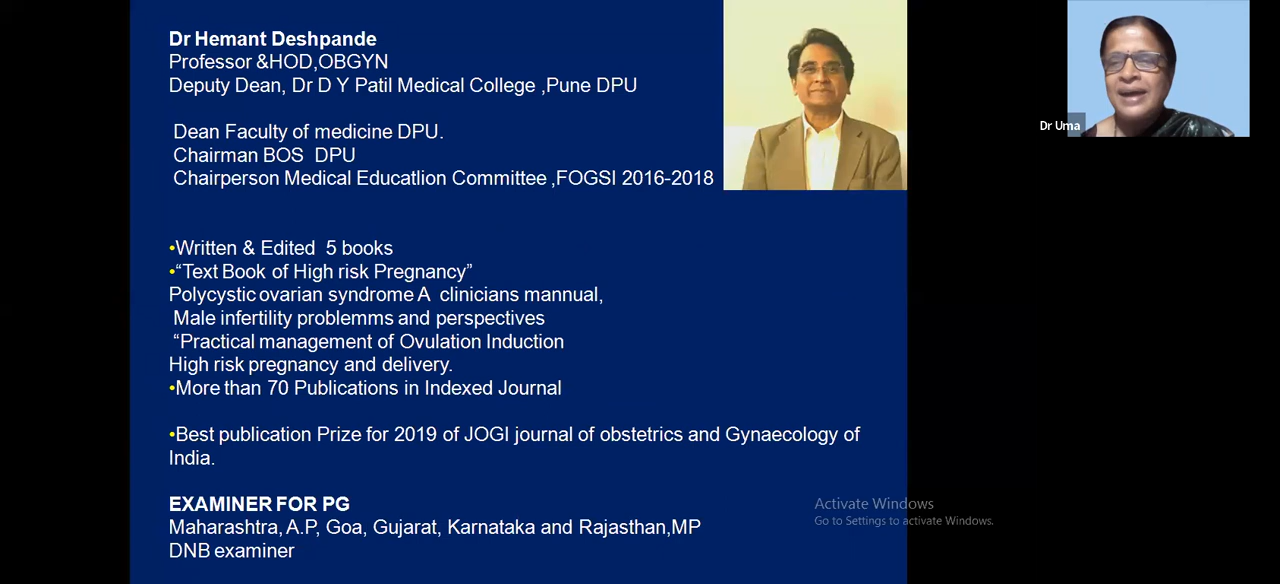 Dr Hemant Deshpande
Professor &HOD,OBGYN
Deputy Dean, Dr D Y Patil Medical College ,Pune DPU
Dean Faculty of medicine DPU.
Chairman BOS DPU
Chairperson Medical Educatlion Committee ,FOGSI 2016-2018
•Written & Edited 5 books
•“Text Book of High risk Pregnancy”
Polycystic ovarian syndrome A clinicians mannual,
Male infertility problemms and perspectives
“Practical management of Ovulation Induction
High risk pregnancy and delivery.
•More than 70 Publications in Indexed Journal
•Best publication Prize for 2019 of JOGI journal of obstetrics and Gynaecology of
India.
EXAMINER FOR PG
Maharashtra, A.P, Goa, Gujarat, Karnataka and Rajasthan,MP
DNB examiner
Dr Uma
Activate Windows
Go to Settings to activate Windows.